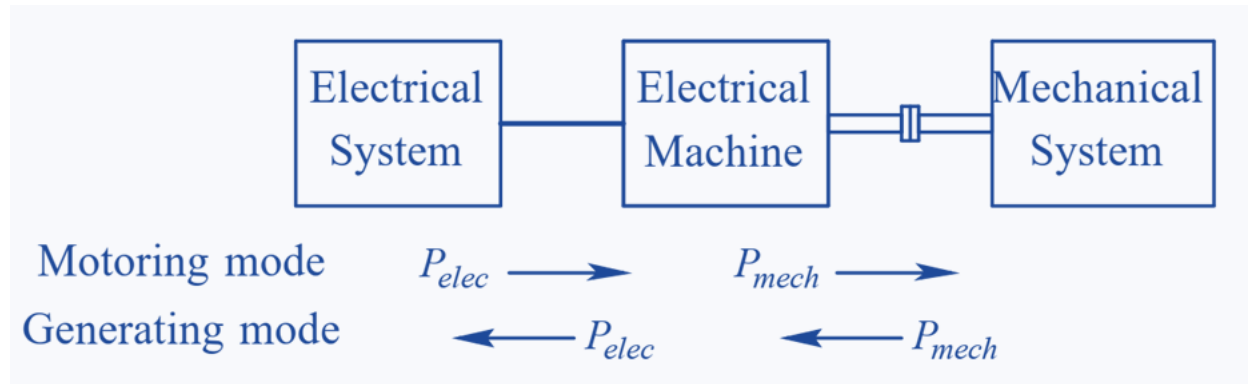 Electrical System
Electrical Machine
Mechanical System
Motoring mode P_elec P_mech
Generating mode P_elec P_mech